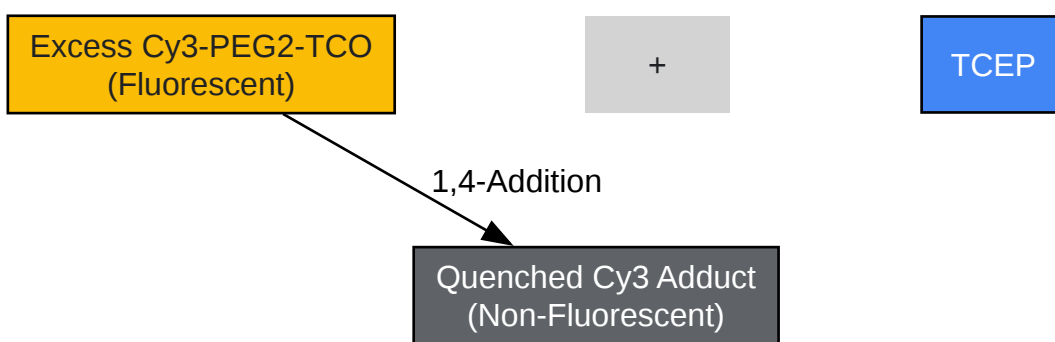 Excess Cy3-PEG2-TCO
(Fluorescent)
+
TCEP
1,4-Addition
Quenched Cy3 Adduct
(Non-Fluorescent)